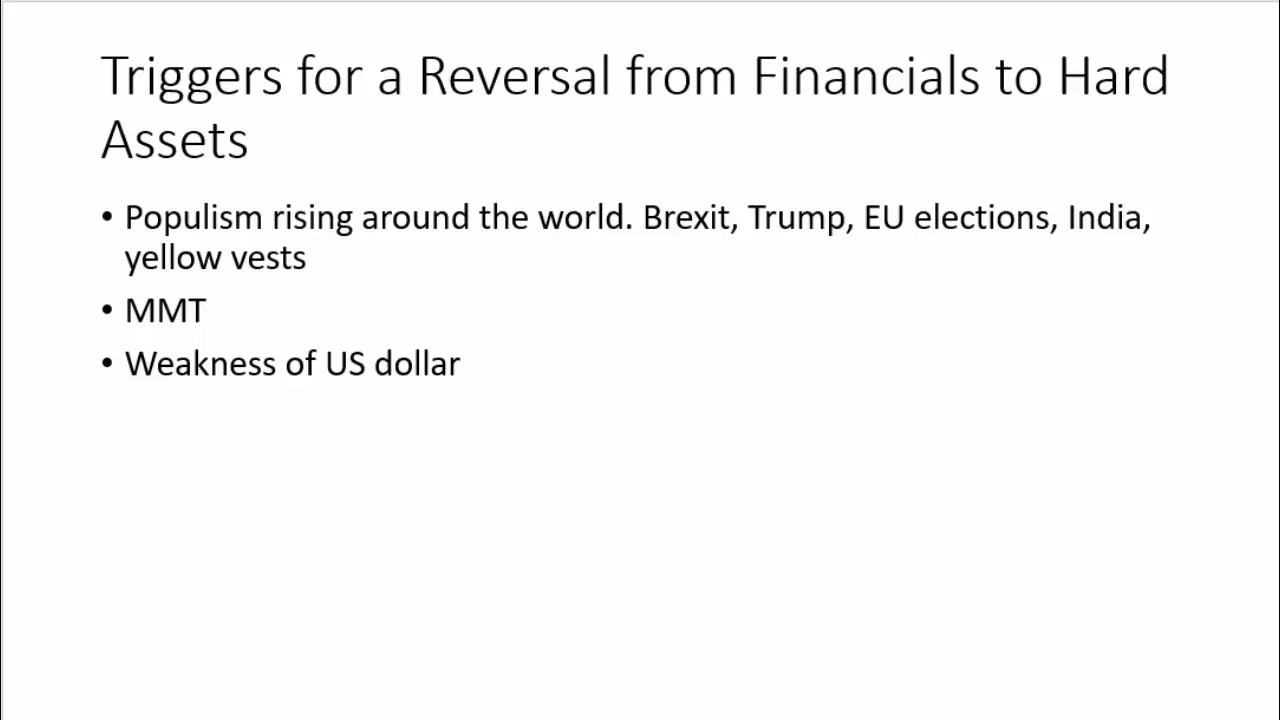 Triggers for a Reversal from Financials to Hard
Assets
• Populism rising around the world. Brexit, Trump, EU elections, India,
yellow vests
• MMT
• Weakness of US dollar